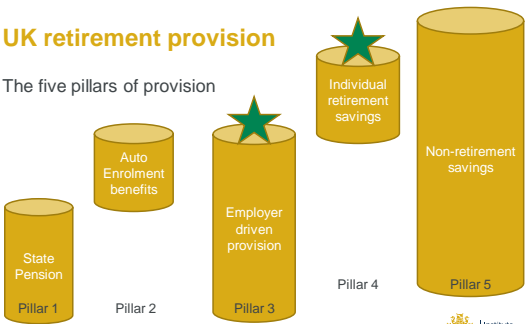 UK retirement provision
The five pillars of provision
State
Pension
Pillar 1
Auto
Enrolment
benefits
Pillar 2
Employer
driven
provision
Pillar 3
Individual
retirement
savings
Pillar 4
Non-retirement
savings
Pillar 5